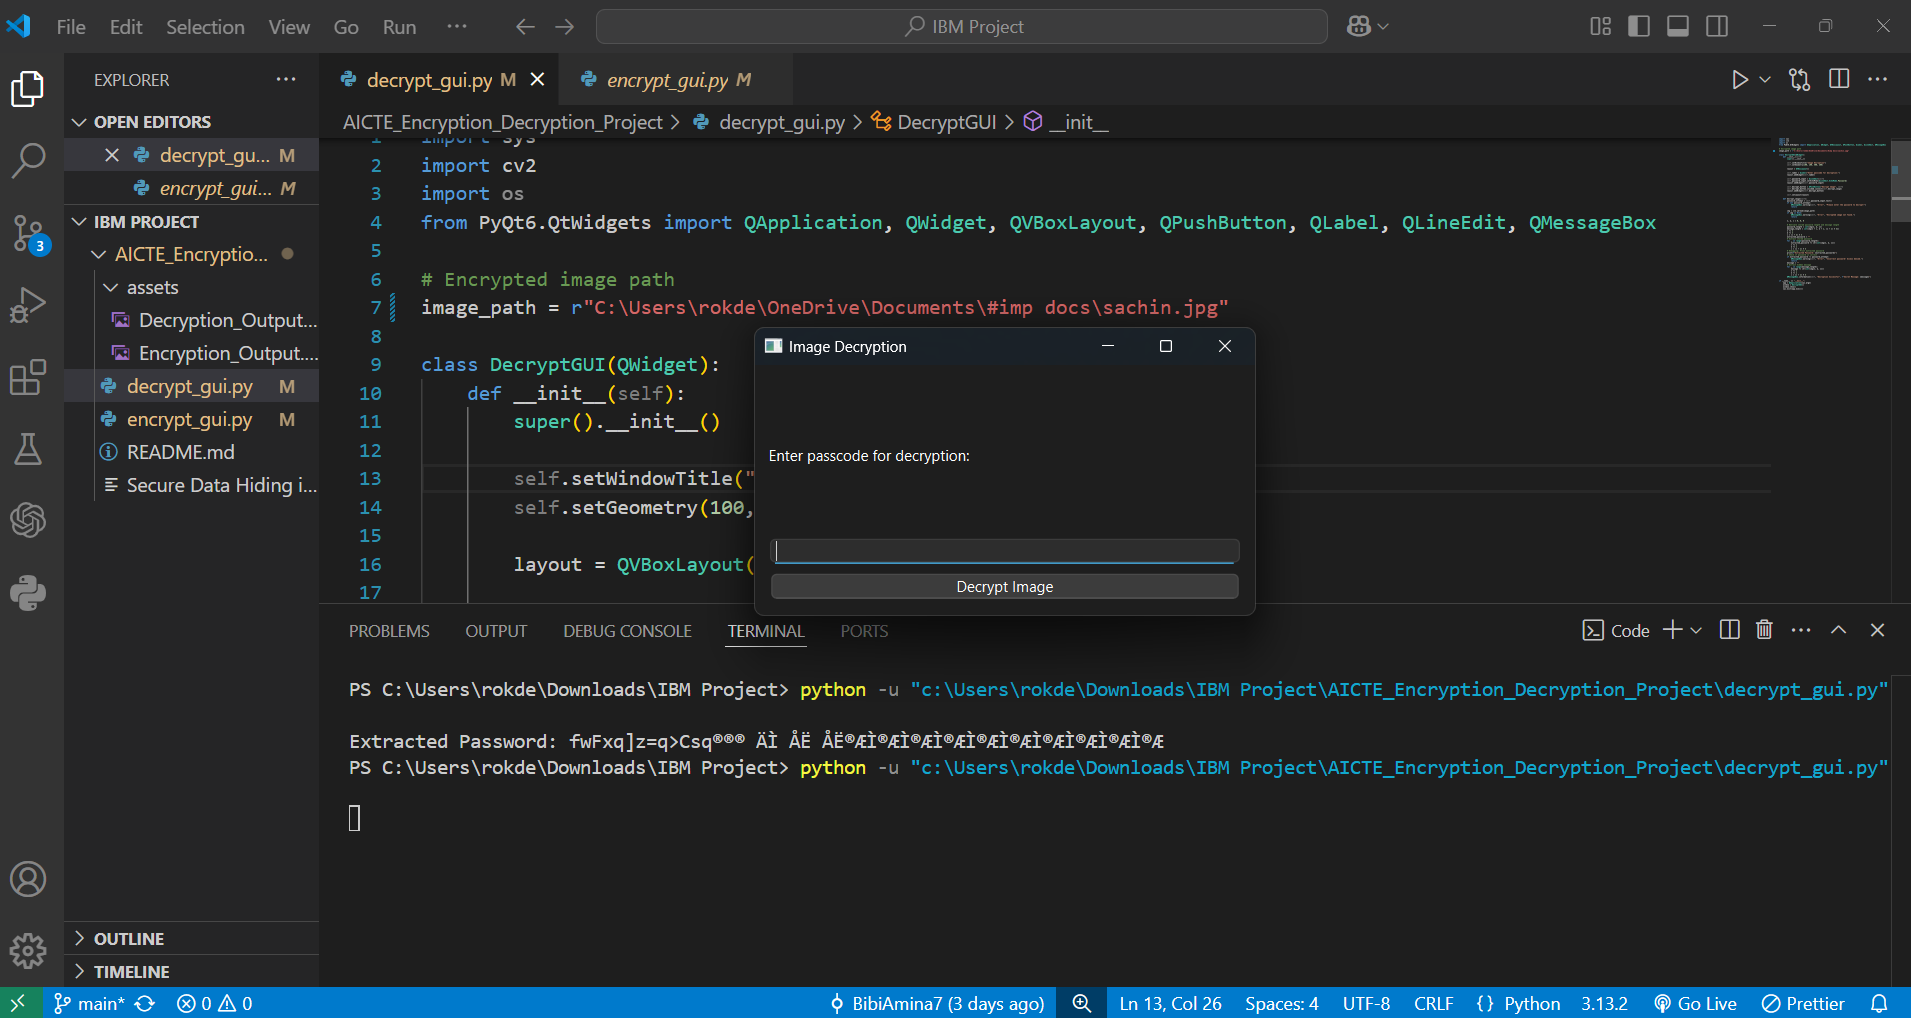 File Edit Selection View Go Run ··· IBM Project
EXPLORER ···
OPEN EDITORS
decrypt_gu... M
encrypt_gui... M
IBM PROJECT
AICTE_Encryptio...
assets
Decryption_Output...
Encryption_Output....
decrypt_gui.py M
encrypt_gui.py M
README.md
Secure Data Hiding i...
OUTLINE
TIMELINE
decrypt_gui.py M encrypt_gui.py M
AICTE_Encryption_Decryption_Project > decrypt_gui.py > DecryptGUI > __init__
1 import sys
2 import cv2
3 import os
4 from PyQt6.QtWidgets import QApplication, QWidget, QVBoxLayout, QPushButton, QLabel, QLineEdit, QMessageBox
5
6 # Encrypted image path
7 image_path = r"C:\Users\rokde\OneDrive\Documents\#imp docs\sachin.jpg"
8
9 class DecryptGUI(QWidget):
10 def __init__(self):
11 super().__init__()
12
13 self.setWindowTitle("
14 self.setGeometry(100,
15
16 layout = QVBoxLayout(
17
Image Decryption
Enter passcode for decryption:
Decrypt Image
PROBLEMS OUTPUT DEBUG CONSOLE TERMINAL PORTS
Code
PS C:\Users\rokde\Downloads\IBM Project> python -u "c:\Users\rokde\Downloads\IBM Project\AICTE_Encryption_Decryption_Project\decrypt_gui.py"
Extracted Password: fwFxq]z=q>Csq®®® ÄÌ ÅË ÅË®ÆÌ®ÆÌ®ÆÌ®ÆÌ®ÆÌ®ÆÌ®ÆÌ®ÆÌ®Æ
PS C:\Users\rokde\Downloads\IBM Project> python -u "c:\Users\rokde\Downloads\IBM Project\AICTE_Encryption_Decryption_Project\decrypt_gui.py"
main* 0 0 BibiAmina7 (3 days ago) Ln 13, Col 26 Spaces: 4 UTF-8 CRLF {} Python 3.13.2 Go Live Prettier
3